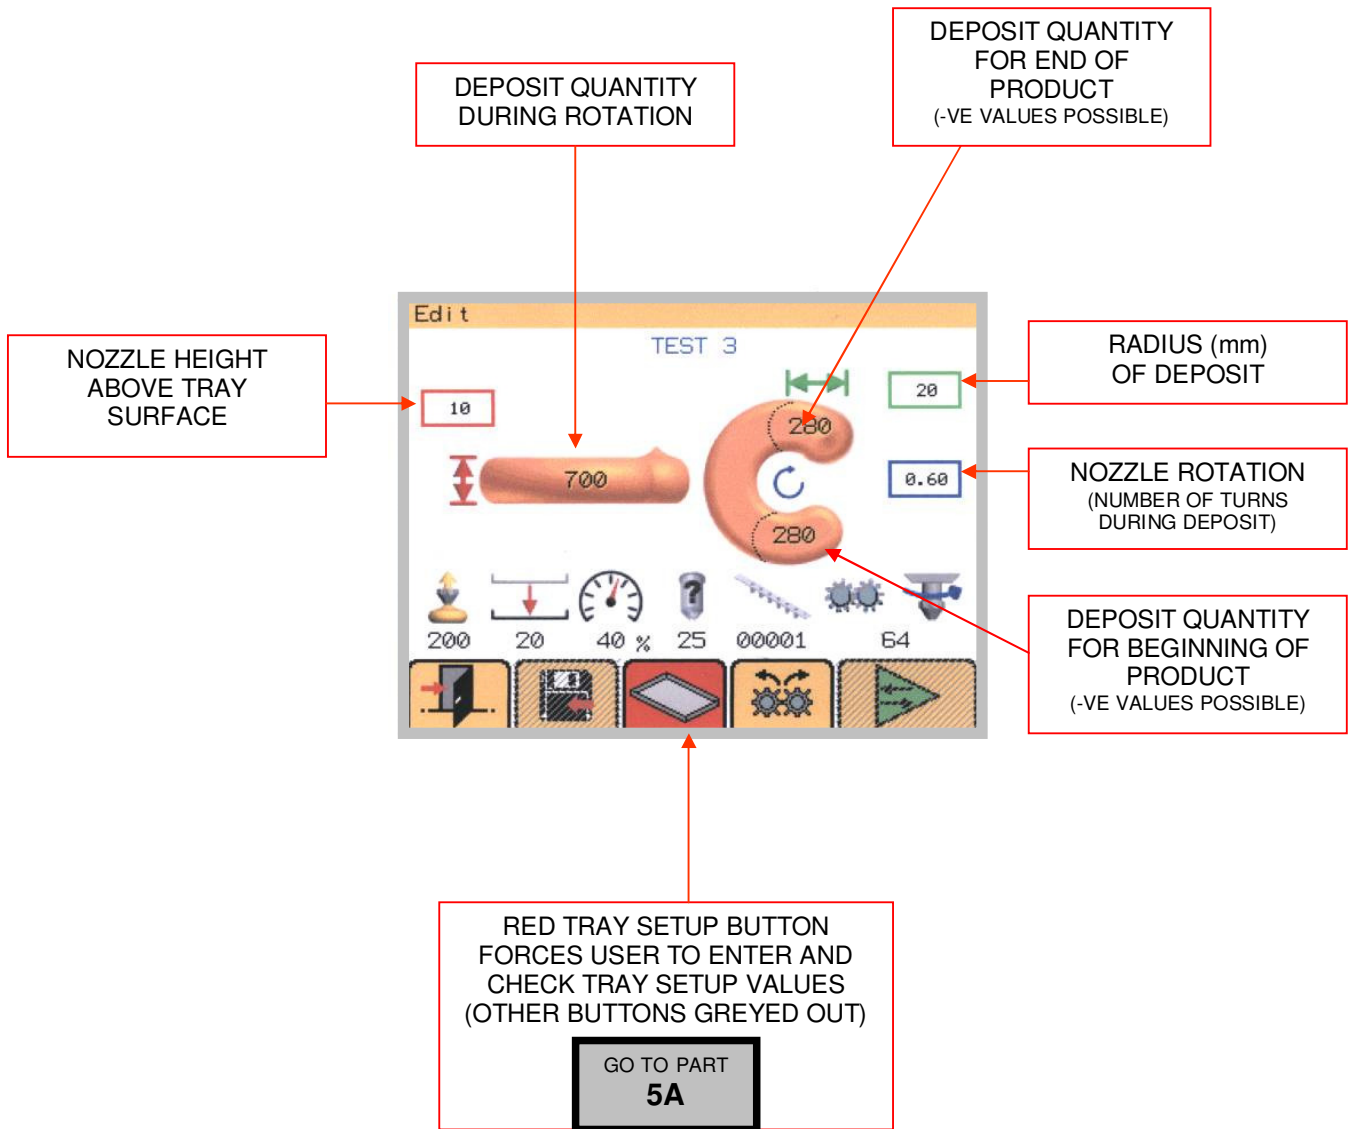 DEPOSIT QUANTITY
FOR END OF
PRODUCT
(-VE VALUES POSSIBLE)
DEPOSIT QUANTITY
DURING ROTATION
NOZZLE HEIGHT
ABOVE TRAY
SURFACE
Edit
TEST 3
10
700
280
280
20
0.60
?
200 20 40 % 25 00001 64
RADIUS (mm)
OF DEPOSIT
NOZZLE ROTATION
(NUMBER OF TURNS
DURING DEPOSIT)
DEPOSIT QUANTITY
FOR BEGINNING OF
PRODUCT
(-VE VALUES POSSIBLE)
RED TRAY SETUP BUTTON
FORCES USER TO ENTER AND
CHECK TRAY SETUP VALUES
(OTHER BUTTONS GREYED OUT)
GO TO PART
5A